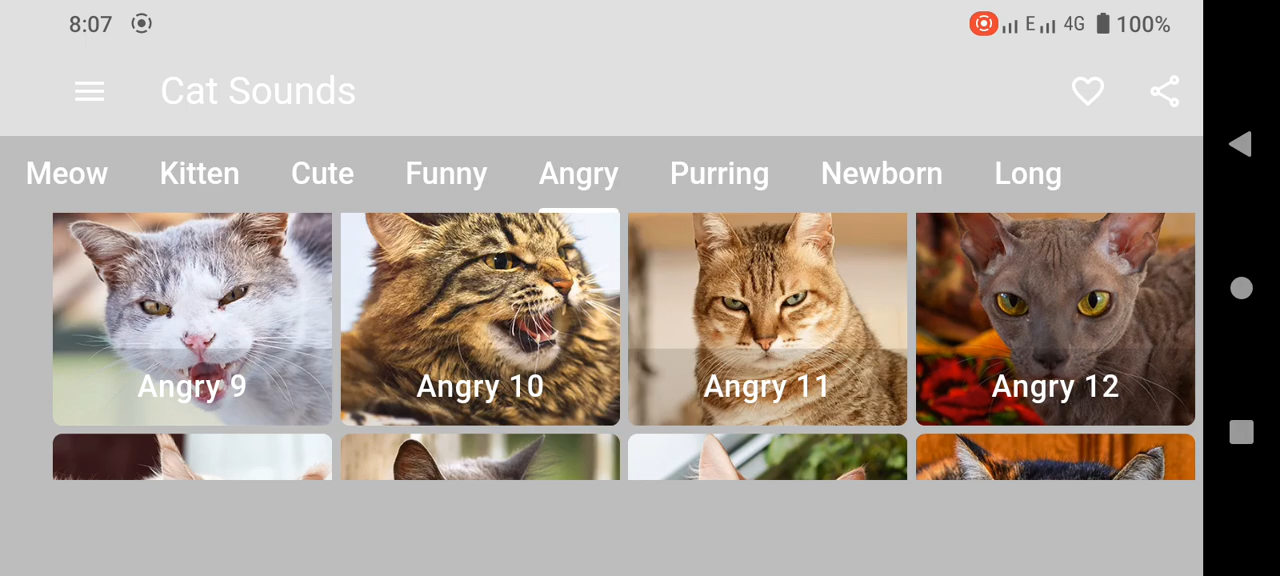 8:07 E 4G 100%
Cat Sounds
Meow Kitten Cute Funny Angry Purring Newborn Long
Angry 9 Angry 10 Angry 11 Angry 12